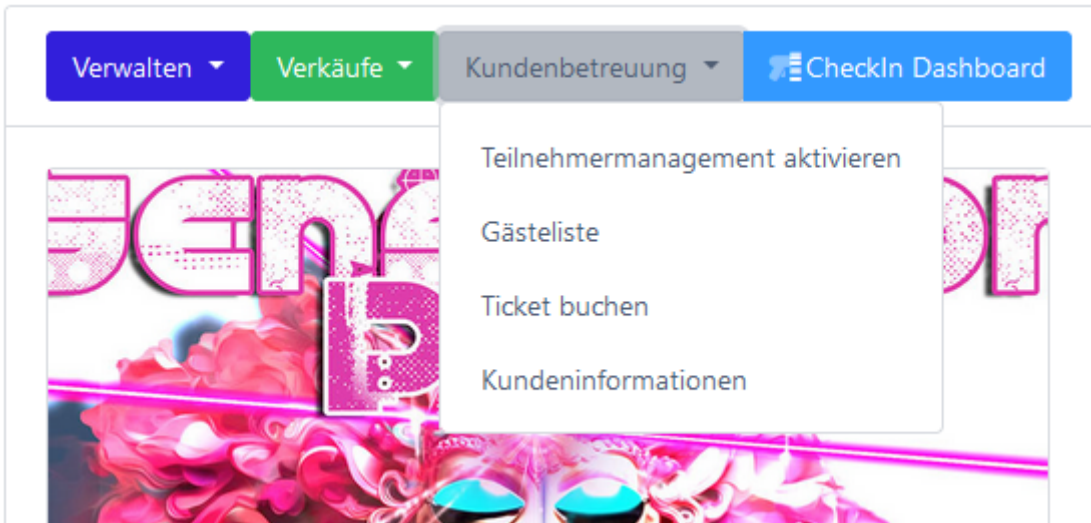 Verwalten
Verkäufe
Kundenbetreuung
CheckIn Dashboard
Teilnehmermanagement aktivieren
Gästeliste
Ticket buchen
Kundeninformationen